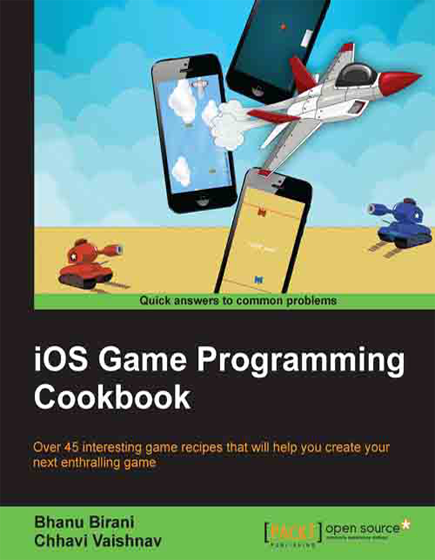 Quick answers to common problems
iOS Game Programming
Cookbook
Over 45 interesting game recipes that will help you create your
next enthralling game
Bhanu Birani
Chhavi Vaishnav
[PACKT] open source*
PUBLISHING